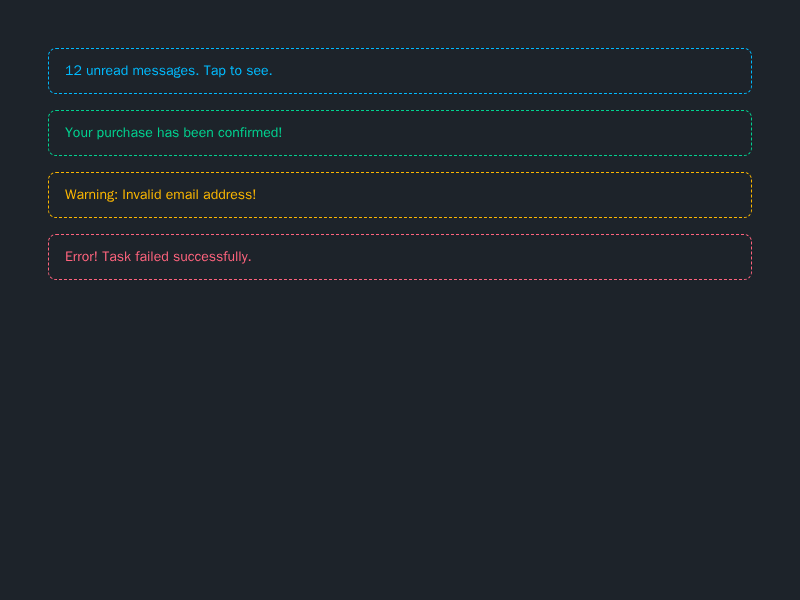 12 unread messages. Tap to see.
Your purchase has been confirmed!
Warning: Invalid email address!
Error! Task failed successfully.